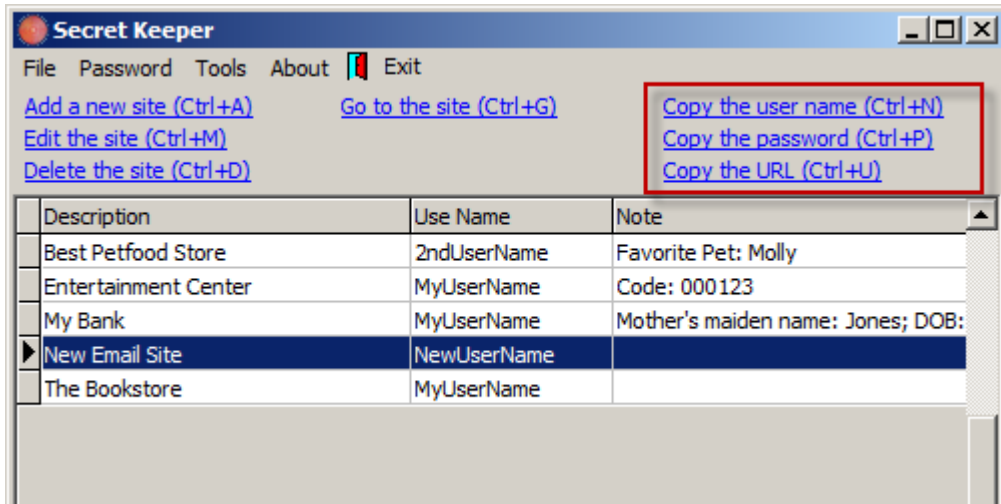 Secret Keeper
File Password Tools About Exit
Add a new site (Ctrl+A) Go to the site (Ctrl+G) Copy the user name (Ctrl+N)
Edit the site (Ctrl+M) Copy the password (Ctrl+P)
Delete the site (Ctrl+D) Copy the URL (Ctrl+U)
Description Use Name Note
Best Petfood Store 2ndUserName Favorite Pet: Molly
Entertainment Center MyUserName Code: 000123
My Bank MyUserName Mother's maiden name: Jones; DOB:
New Email Site NewUserName
The Bookstore MyUserName